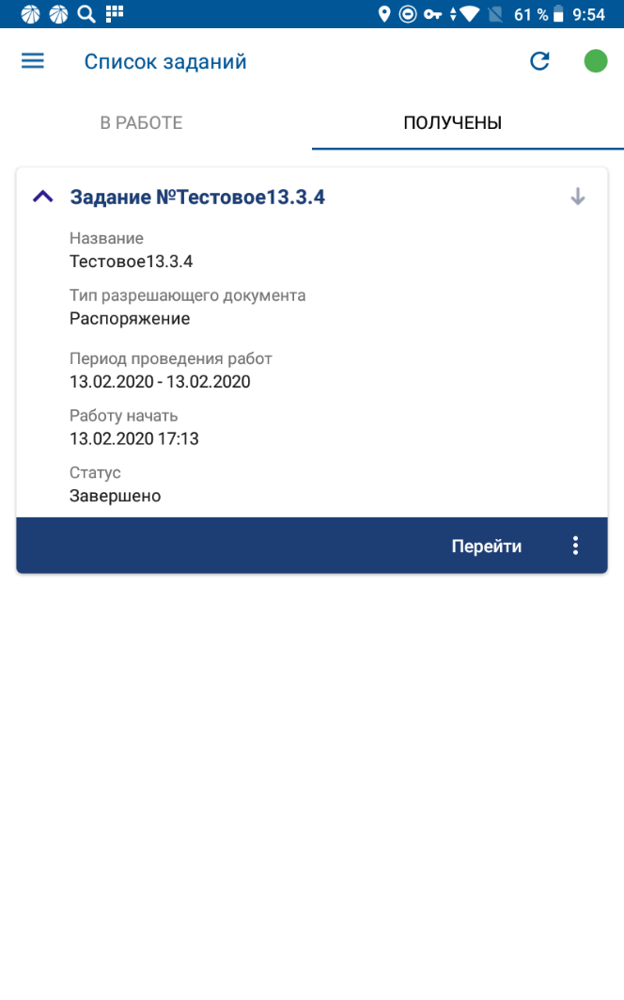 61 % 9:54
Список заданий
В РАБОТЕ ПОЛУЧЕНЫ
Задание №Тестовое13.3.4
Название
Тестовое13.3.4
Тип разрешающего документа
Распоряжение
Период проведения работ
13.02.2020 - 13.02.2020
Работу начать
13.02.2020 17:13
Статус
Завершено
Перейти